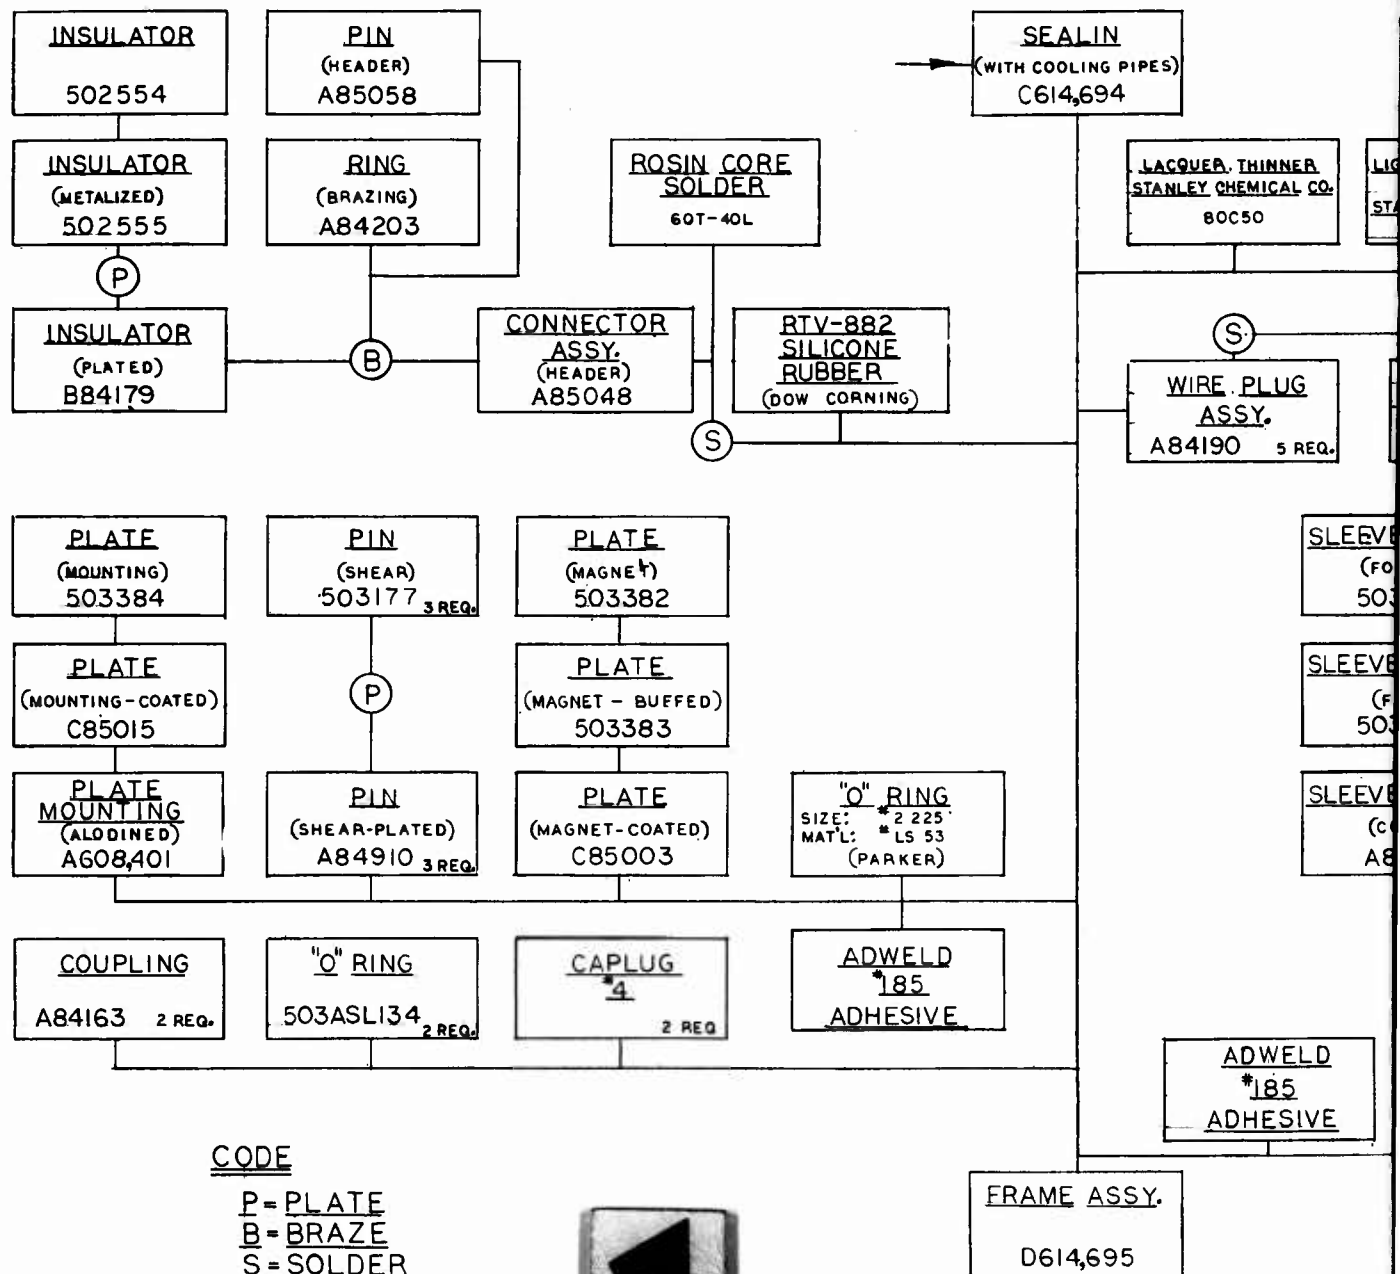 INSULATOR
502554
PIN
(HEADER)
A85058
SEALIN
(WITH COOLING PIPES)
C614,694
INSULATOR
(METALIZED)
502555
RING
(BRAZING)
A84203
ROSIN CORE
SOLDER
60T-40L
LACQUER THINNER
STANLEY CHEMICAL CO.
80C50
P
INSULATOR
(PLATED)
B84179
B
CONNECTOR
ASSY.
(HEADER)
A85048
RTV-882
SILICONE
RUBBER
(DOW CORNING)
S
S
WIRE PLUG
ASSY.
A84190 5 REQ.
PLATE
(MOUNTING)
503384
PIN
(SHEAR)
503177 3 REQ.
PLATE
(MAGNET)
503382
SLEEVE
PLATE
(MOUNTING-COATED)
C85015
P
PLATE
(MAGNET - BUFFED)
503383
SLEEVE
PLATE
MOUNTING
(ALODINED)
A608,401
PIN
(SHEAR-PLATED)
A84910 3 REQ.
PLATE
(MAGNET-COATED)
C85003
"O" RING
SIZE: #2 225
MAT'L: #LS 53
(PARKER)
SLEEVE
COUPLING
A84163 2 REQ.
"O" RING
503ASL134 2 REQ.
CAPLUG
#4
2 REQ
ADWELD
#185
ADHESIVE
ADWELD
#185
ADHESIVE
CODE
P = PLATE
B = BRAZE
S = SOLDER
FRAME ASSY.
D614,695